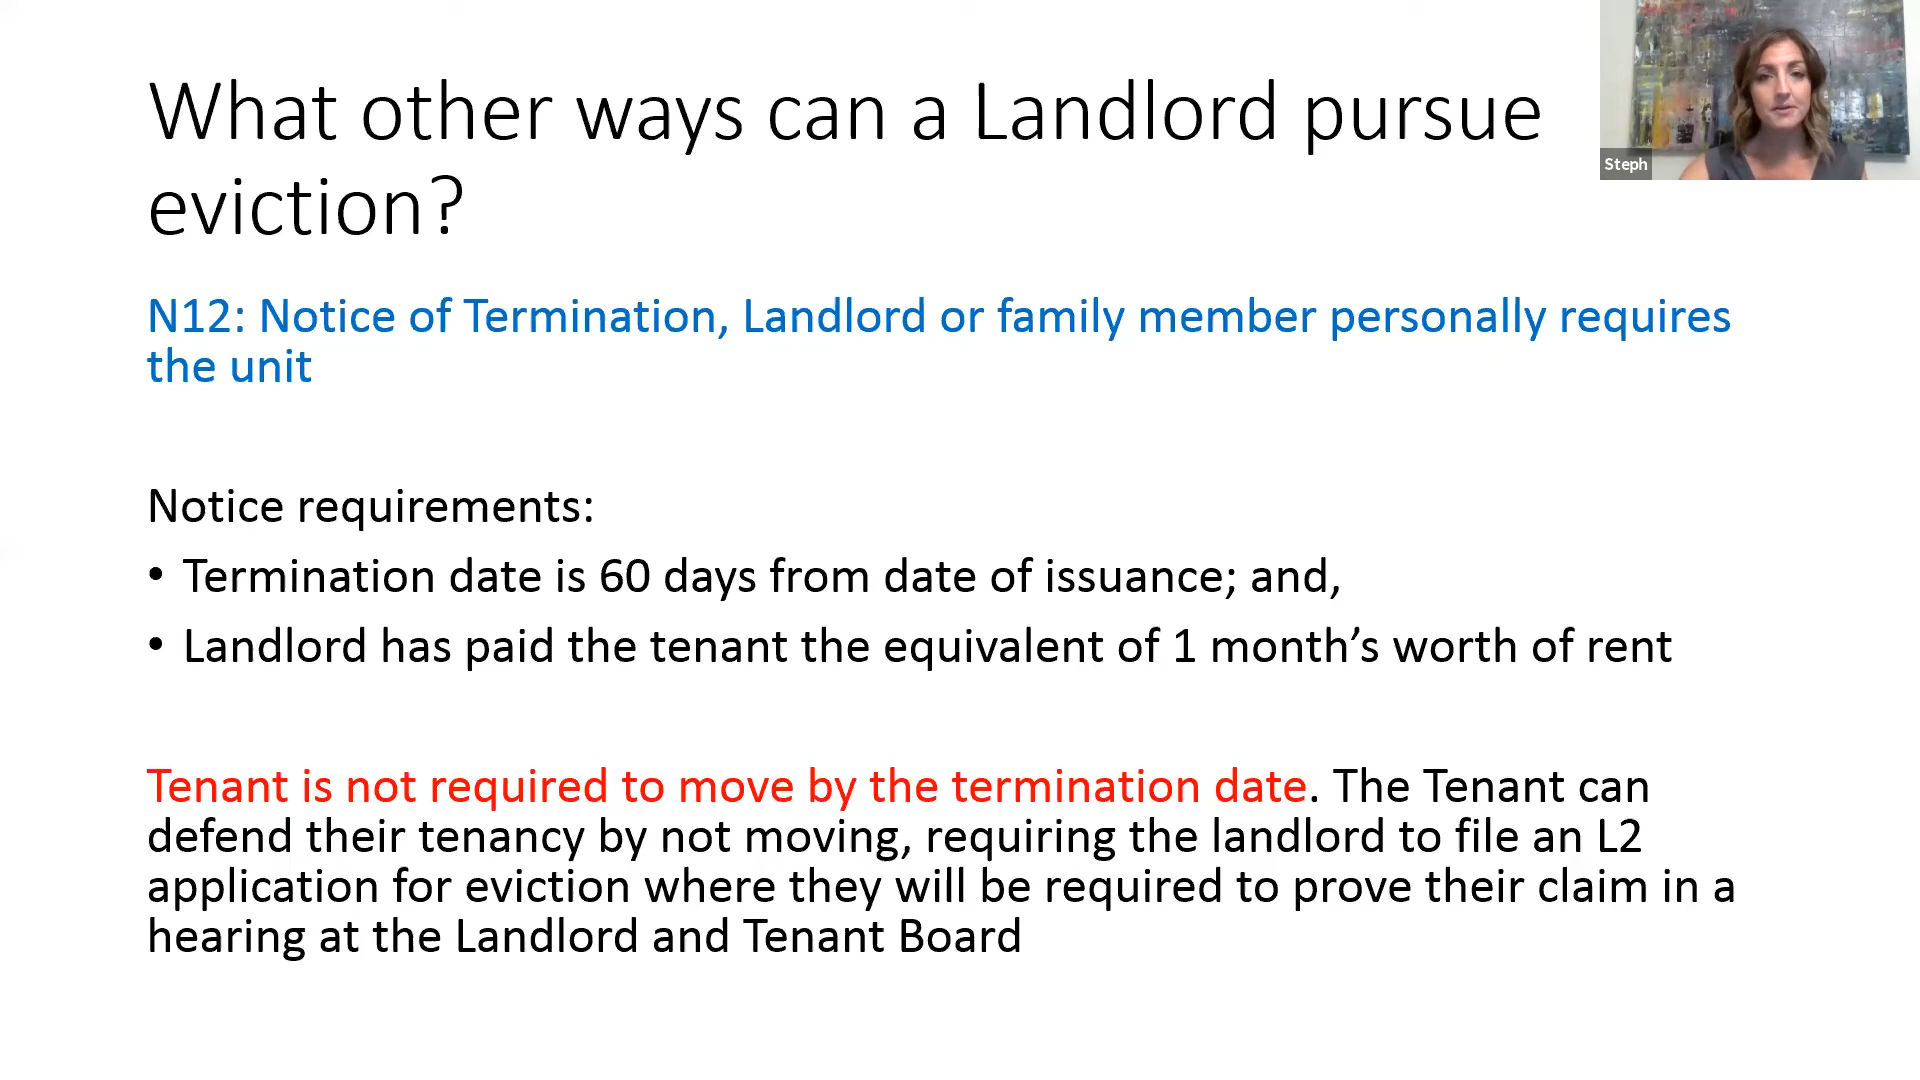 What other ways can a Landlord pursue
eviction?
Steph
N12: Notice of Termination, Landlord or family member personally requires
the unit
Notice requirements:
• Termination date is 60 days from date of issuance; and,
• Landlord has paid the tenant the equivalent of 1 month’s worth of rent
Tenant is not required to move by the termination date. The Tenant can
defend their tenancy by not moving, requiring the landlord to file an L2
application for eviction where they will be required to prove their claim in a
hearing at the Landlord and Tenant Board